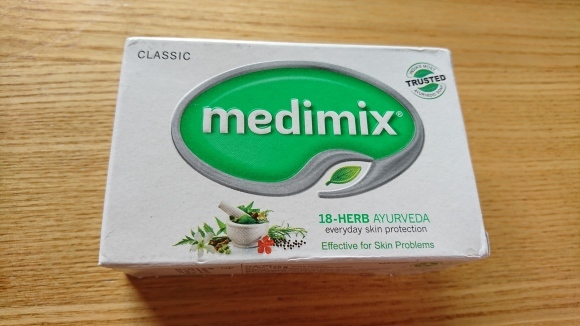 CLASSIC
medimix®
TRUSTED
18-HERB AYURVEDA
everyday skin protection
Effective for Skin Problems